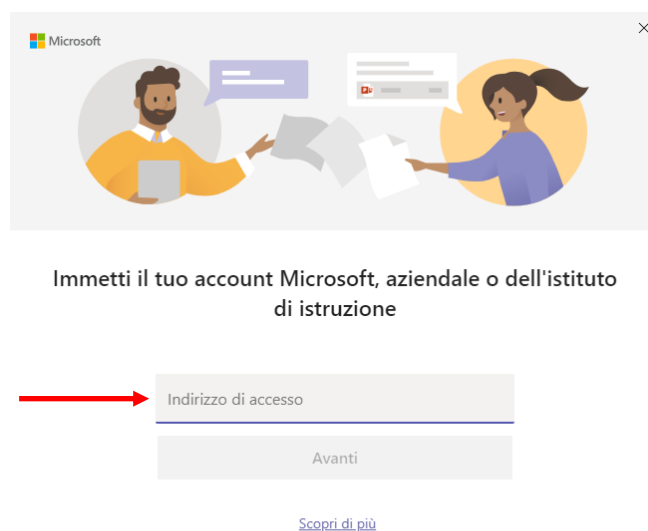 Microsoft
Immetti il tuo account Microsoft, aziendale o dell'istituto
di istruzione
Indirizzo di accesso
Avanti
Scopri di più